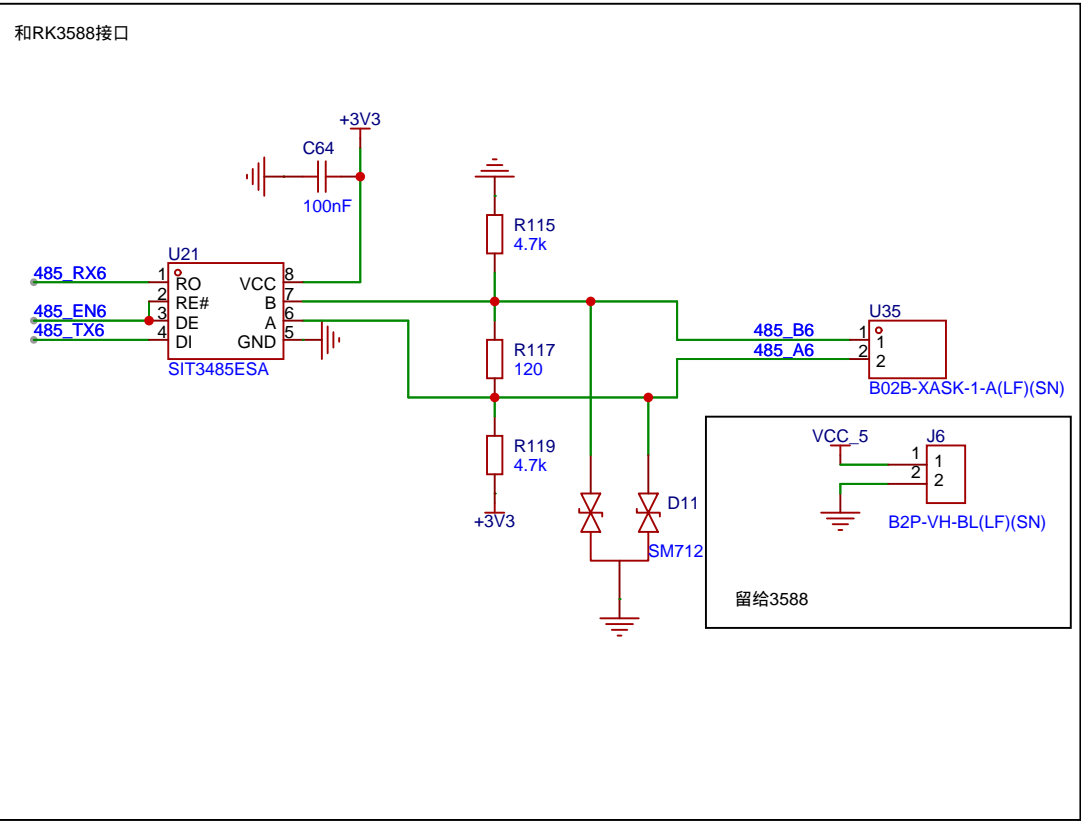 和RK3588接口
+3V3
C64
100nF
R115
4.7k
U21
485_RX6
1
RO
VCC
8
2
RE#
B
7
485_EN6
3
DE
A
6
485_TX6
4
DI
GND
5
SIT3485ESA
R117
120
R119
4.7k
+3V3
D11
SM712
U35
485_B6
1
1
485_A6
2
2
B02B-XASK-1-A(LF)(SN)
VCC_5
J6
1
1
2
2
B2P-VH-BL(LF)(SN)
留给3588